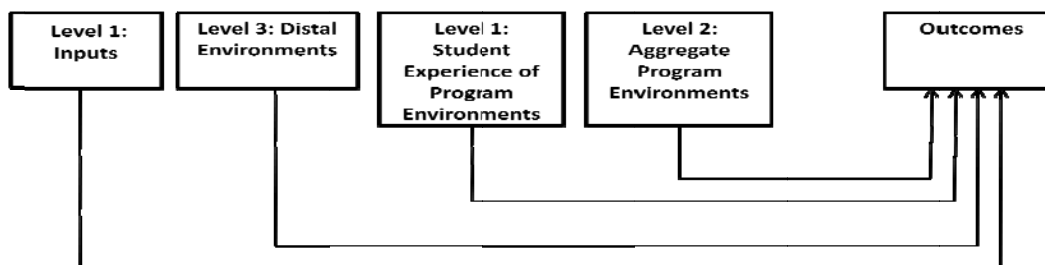 Level 1:
Inputs
Level 3: Distal
Environments
Level 1:
Student
Experience of
Program
Environments
Level 2:
Aggregate
Program
Environments
Outcomes